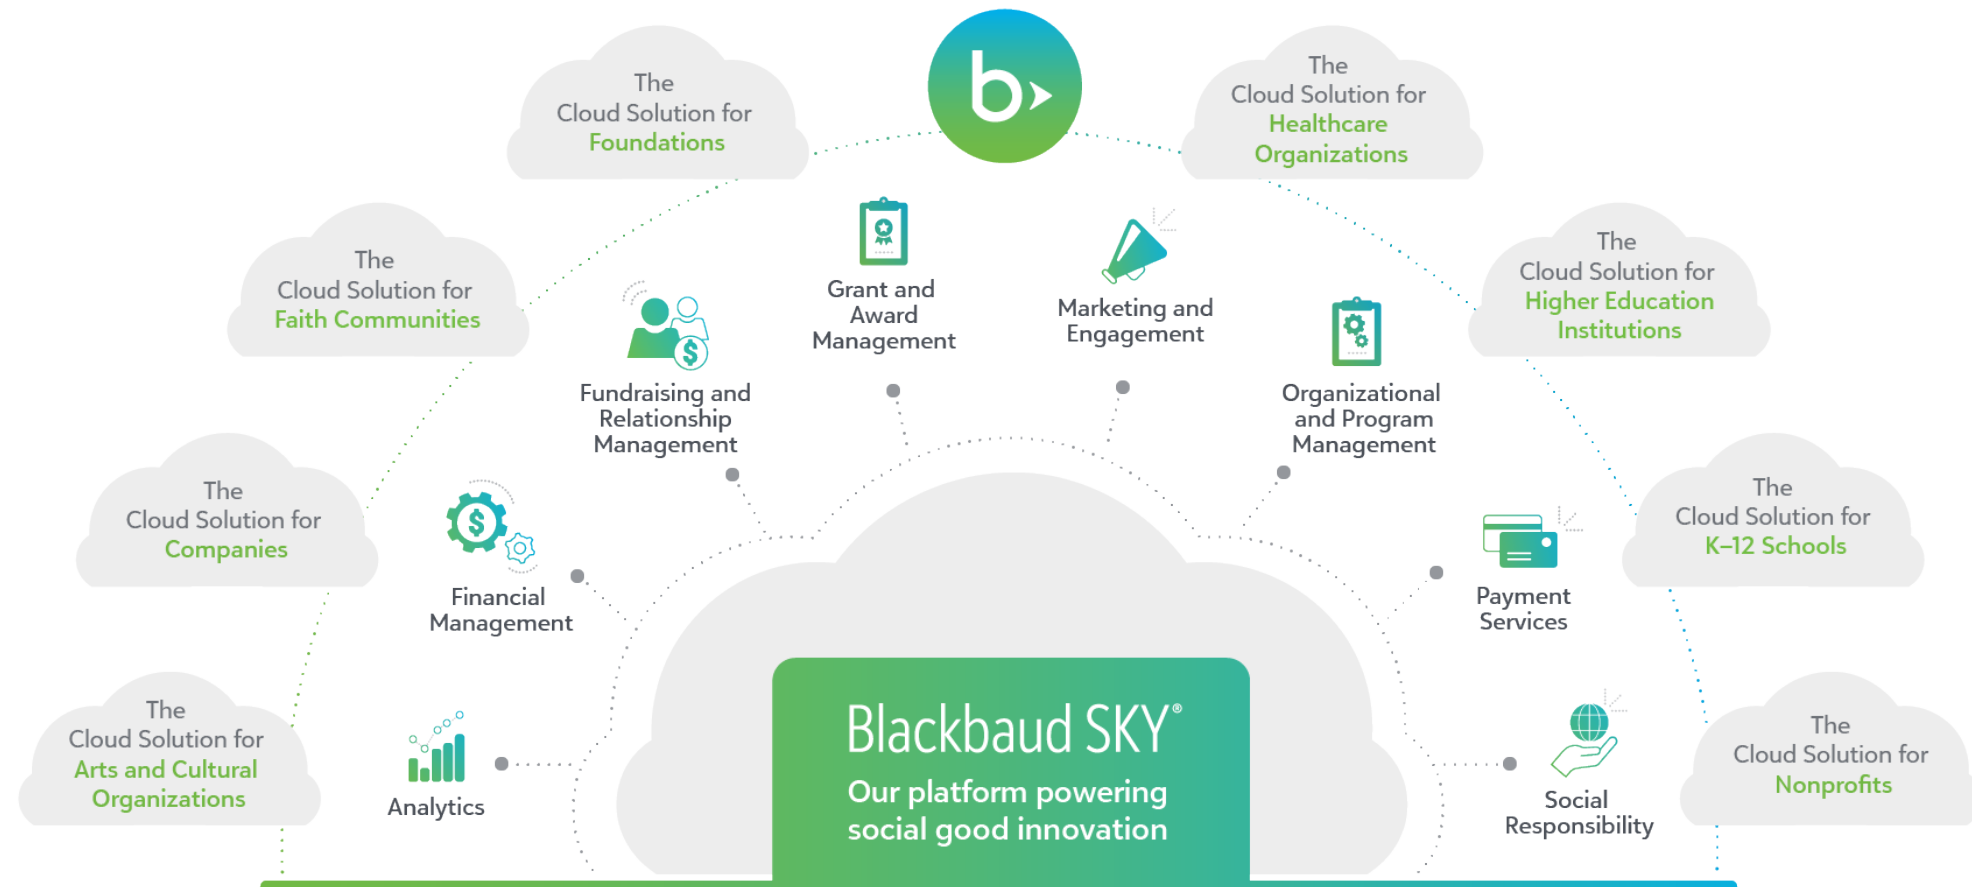 The
Cloud Solution for
Foundations
b
The
Cloud Solution for
Healthcare
Organizations
The
Cloud Solution for
Faith Communities
The
Cloud Solution for
Higher Education
Institutions
Grant and
Award
Management
Marketing and
Engagement
Fundraising and
Relationship
Management
$
Organizational
and Program
Management
The
Cloud Solution for
Companies
$
Financial
Management
The
Cloud Solution for
K–12 Schools
Payment
Services
The
Cloud Solution for
Arts and Cultural
Organizations
Analytics
Blackbaud SKY®
Our platform powering
social good innovation
Social
Responsibility
The
Cloud Solution for
Nonprofits